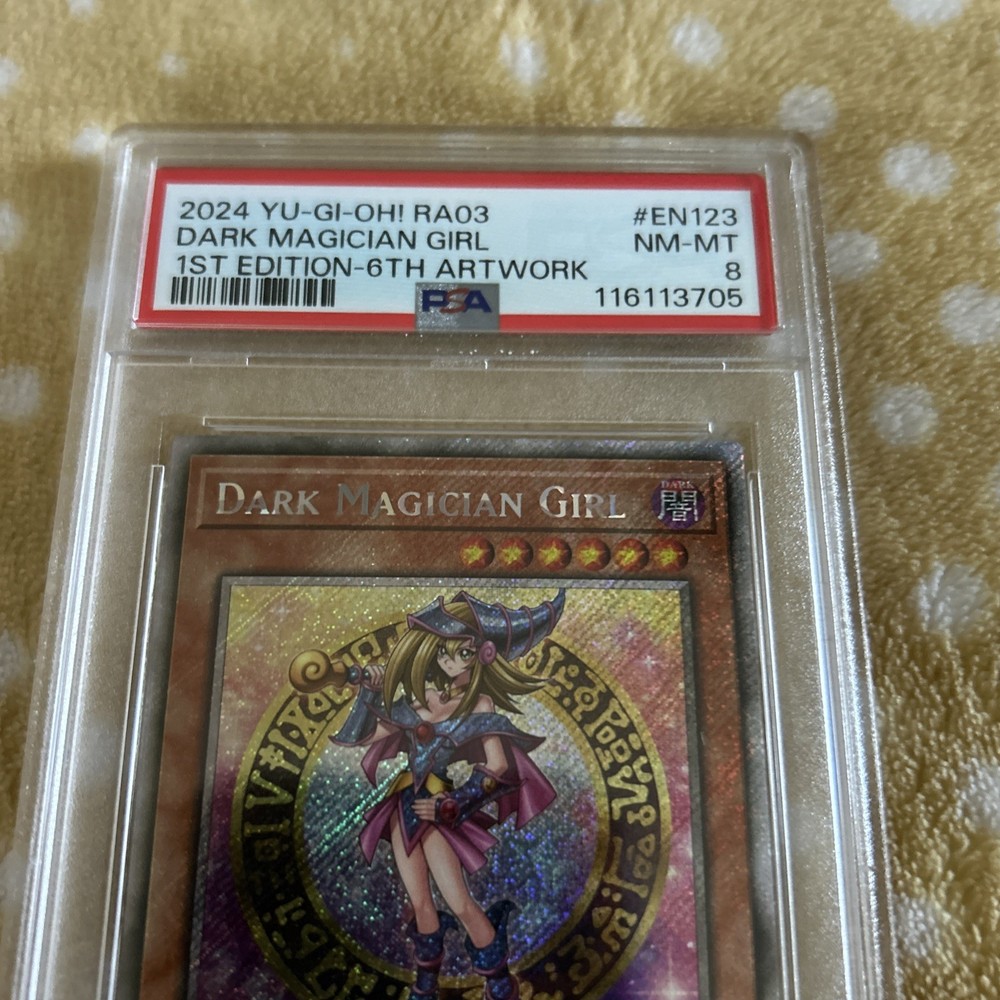 2024 YU-GI-OH! RA03 #EN123
DARK MAGICIAN GIRL NM-MT
1ST EDITION-6TH ARTWORK 8
PSA 116113705
DARK MAGICIAN GIRL
DARK
闇